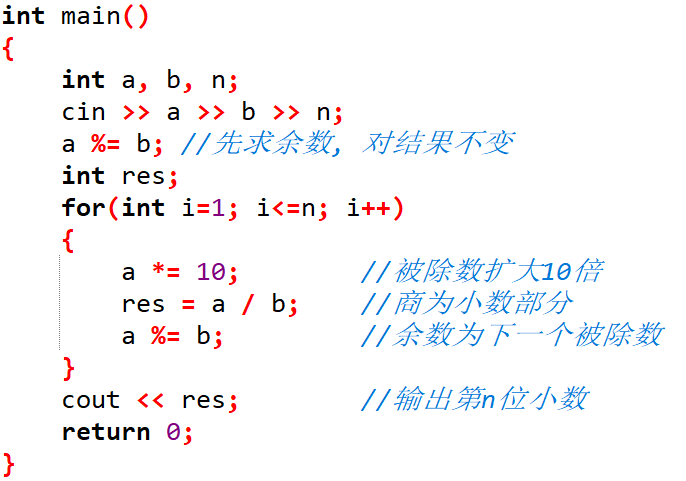 int main()
{
    int a, b, n;
    cin >> a >> b >> n;
    a %= b; //先求余数, 对结果不变
    int res;
    for(int i=1; i<=n; i++)
    {
        a *= 10;        //被除数扩大10倍
        res = a / b;    //商为小数部分
        a %= b;         //余数为下一个被除数
    }
    cout << res;        //输出第n位小数
    return 0;
}